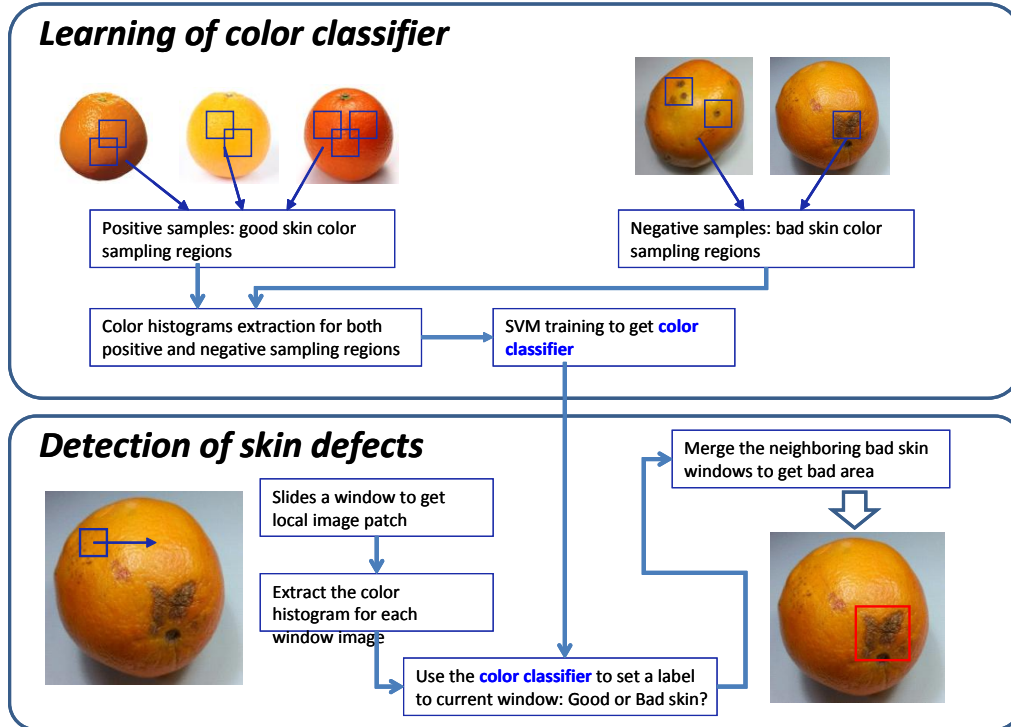 Learning of color classifier
Positive samples: good skin color
sampling regions
Negative samples: bad skin color
sampling regions
Color histograms extraction for both
positive and negative sampling regions
SVM training to get color
classifier
Detection of skin defects
Slides a window to get
local image patch
Extract the color
histogram for each
window image
Use the color classifier to set a label
to current window: Good or Bad skin?
Merge the neighboring bad skin
windows to get bad area